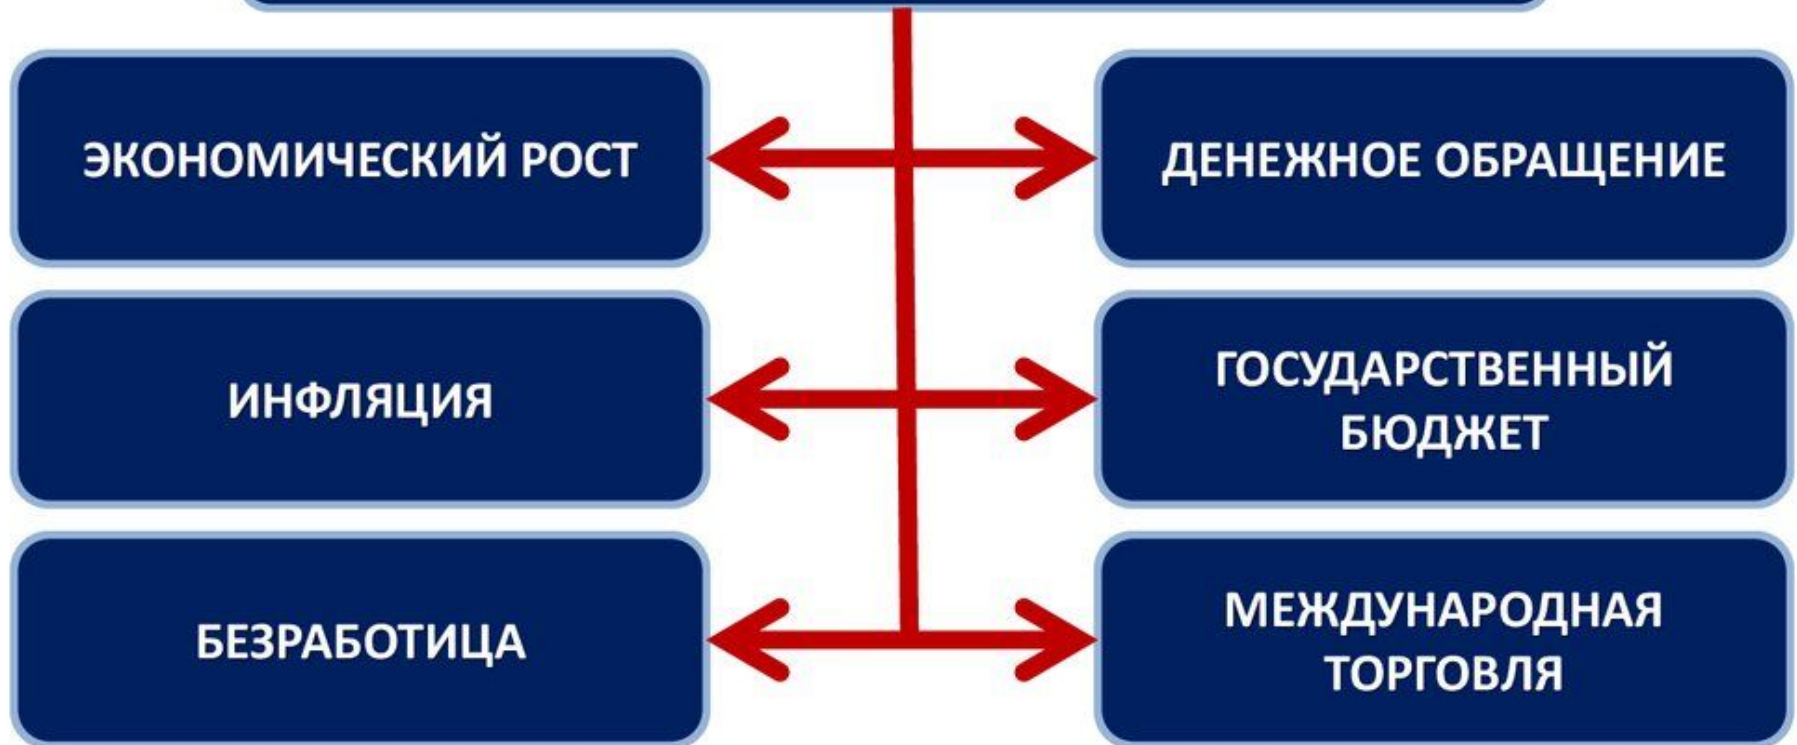 ЭКОНОМИЧЕСКИЙ РОСТ
ДЕНЕЖНОЕ ОБРАЩЕНИЕ
ИНФЛЯЦИЯ
ГОСУДАРСТВЕННЫЙ
БЮДЖЕТ
БЕЗРАБОТИЦА
МЕЖДУНАРОДНАЯ
ТОРГОВЛЯ